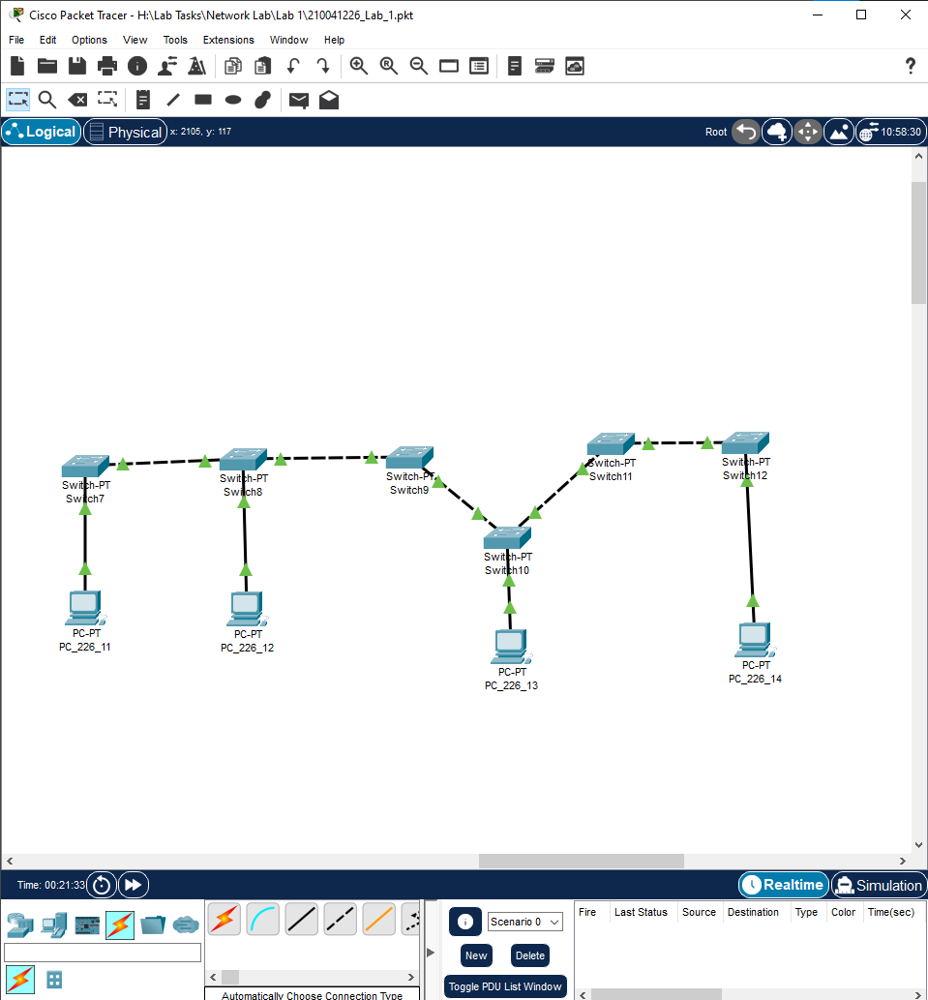 Cisco Packet Tracer - H:\Lab Tasks\Network Lab\Lab 1\210041226_Lab_1.pkt
File Edit Options View Tools Extensions Window Help
Logical Physical x: 2105, y: 117 Root 10:58:30
Switch-PT
Switch7
Switch-PT
Switch8
Switch-PT
Switch9
Switch-PT
Switch10
Switch-PT
Switch11
Switch-PT
Switch12
PC-PT
PC_226_11
PC-PT
PC_226_12
PC-PT
PC_226_13
PC-PT
PC_226_14
Time: 00:21:33 Realtime Simulation
Scenario 0
New Delete
Toggle PDU List Window
Fire Last Status Source Destination Type Color Time(sec)
Automatically Choose Connection Type